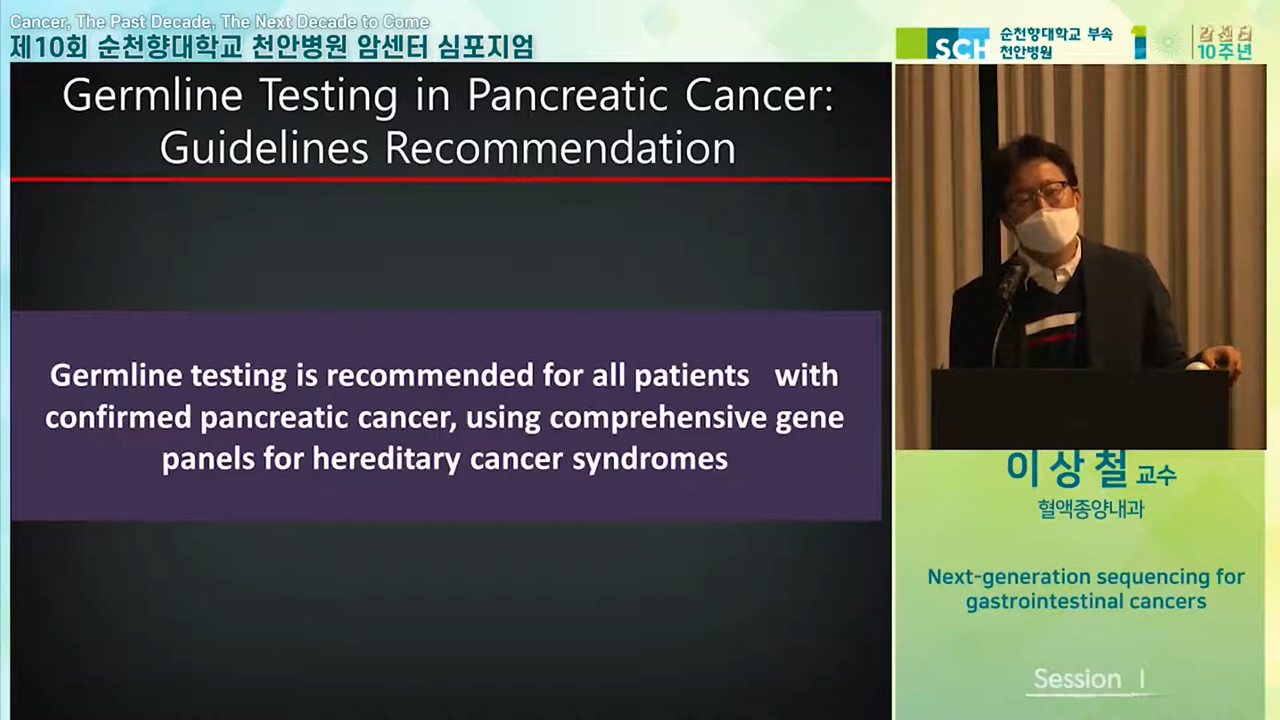 Cancer, The Past Decade, The Next Decade to Come
제10회 순천향대학교 천안병원 암센터 심포지엄
SCH
순천향대학교 부속
천안병원
암센터
10주년
Germline Testing in Pancreatic Cancer:
Guidelines Recommendation
Germline testing is recommended for all patients with
confirmed pancreatic cancer, using comprehensive gene
panels for hereditary cancer syndromes
이상철 교수
혈액종양내과
Next-generation sequencing for
gastrointestinal cancers
Session I